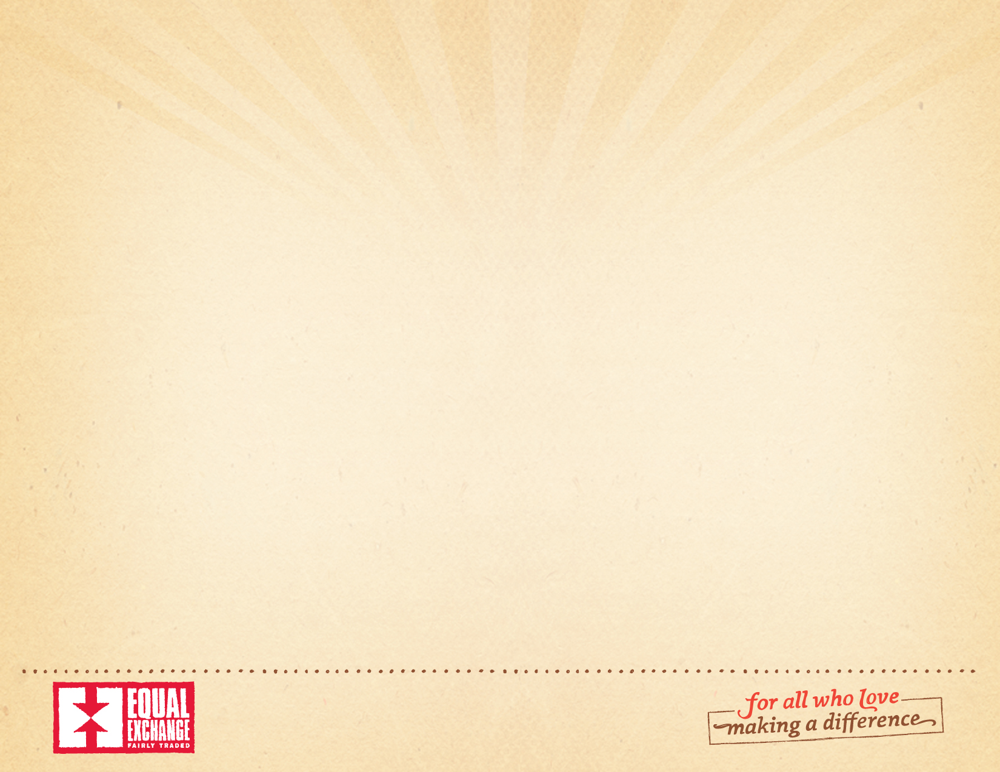 EQUAL
EXCHANGE
FAIRLY TRADED
for all who love
making a difference